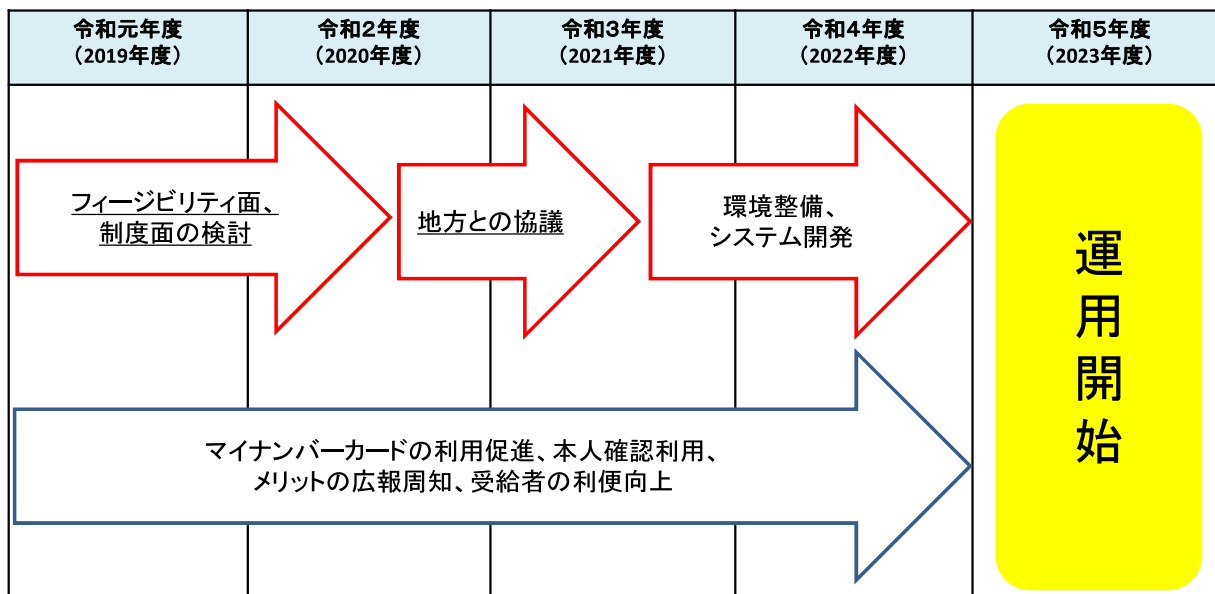 令和元年度
（2019年度）
令和２年度
（2020年度）
令和３年度
（2021年度）
令和４年度
（2022年度）
令和５年度
（2023年度）
フィージビリティ面、
制度面の検討
地方との協議
環境整備、
システム開発
運用開始
マイナンバーカードの利用促進、本人確認利用、
メリットの広報周知、受給者の利便向上